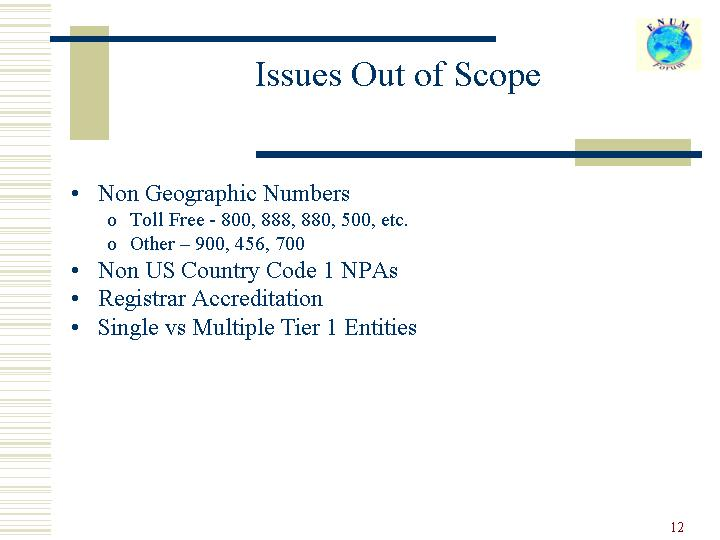 ENUM
Forum
Issues Out of Scope
• Non Geographic Numbers
o Toll Free - 800, 888, 880, 500, etc.
o Other – 900, 456, 700
• Non US Country Code 1 NPAs
• Registrar Accreditation
• Single vs Multiple Tier 1 Entities
12